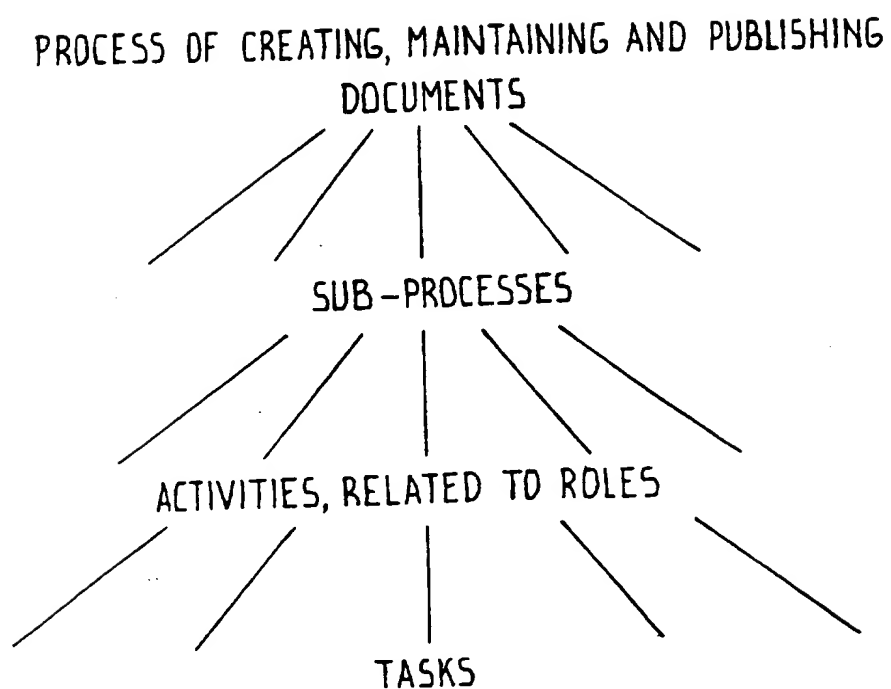 PROCESS OF CREATING, MAINTAINING AND PUBLISHING
DOCUMENTS
SUB-PROCESSES
ACTIVITIES, RELATED TO ROLES
TASKS